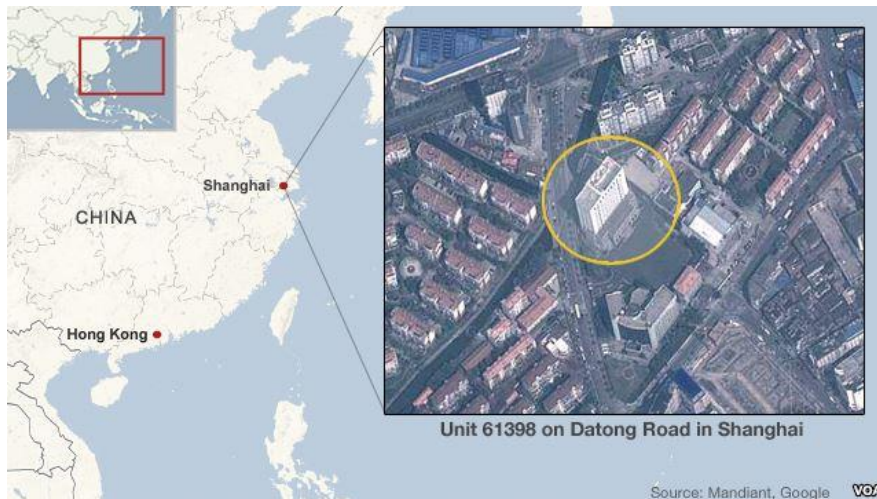 Shanghai
CHINA
Hong Kong
Unit 61398 on Datong Road in Shanghai
Source: Mandiant, Google
VOA